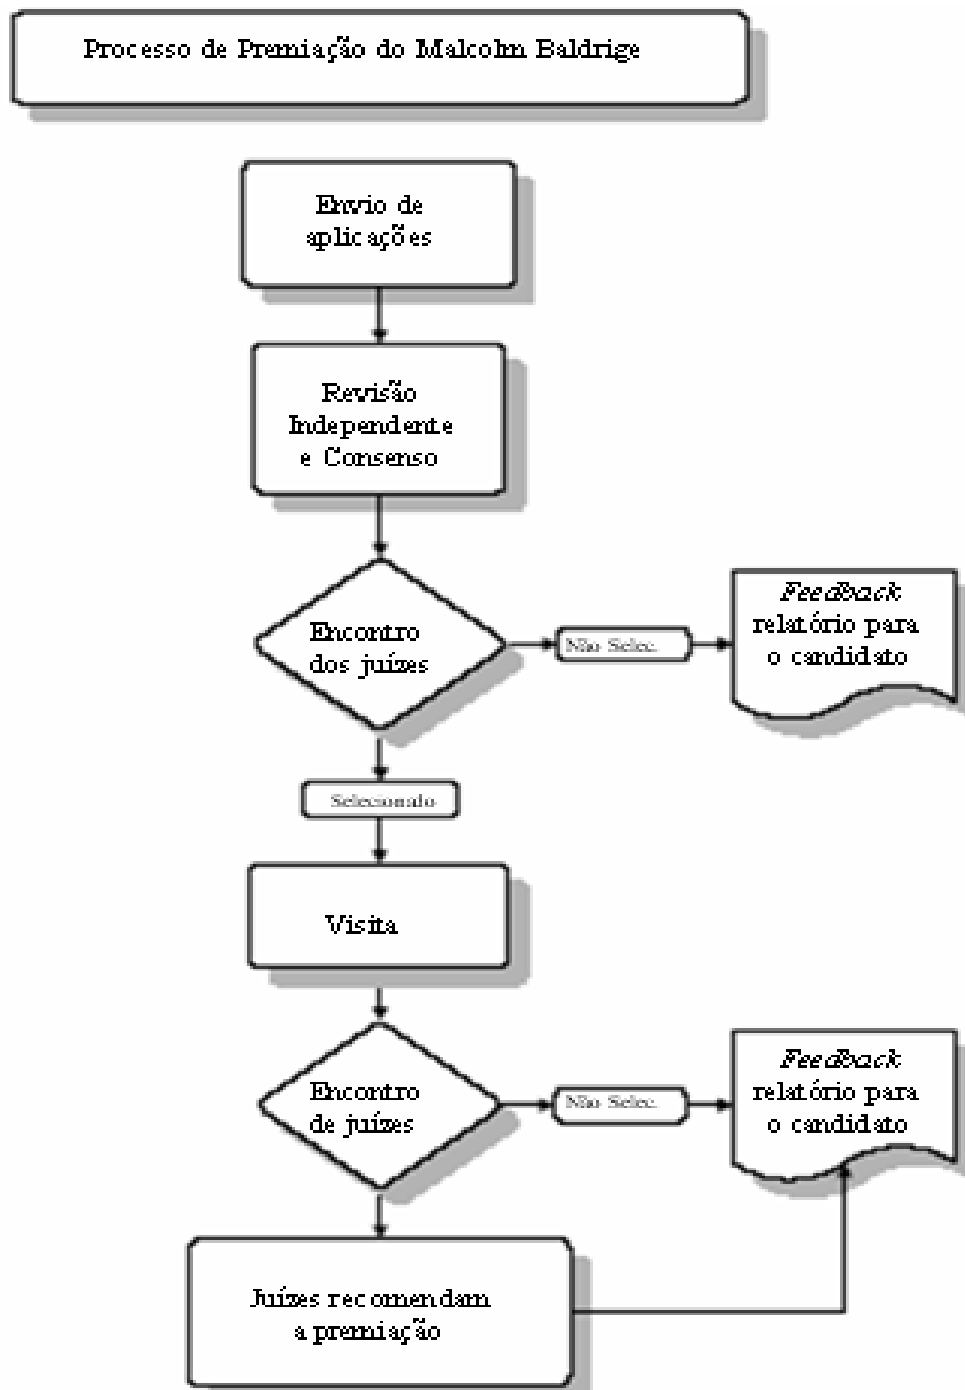 Processo de Premiação do Malcolm Baldrige
Envio de
aplicações
Revisão
Independente
e Consenso
Encontro
dos juízes
Não Selec.
Feedback
relatório para
o candidato
Selecionalo
Visita
Encontro
de juízes
Não Selec.
Feedback
relatório para
o candidato
Juízes recomendam
a premiação